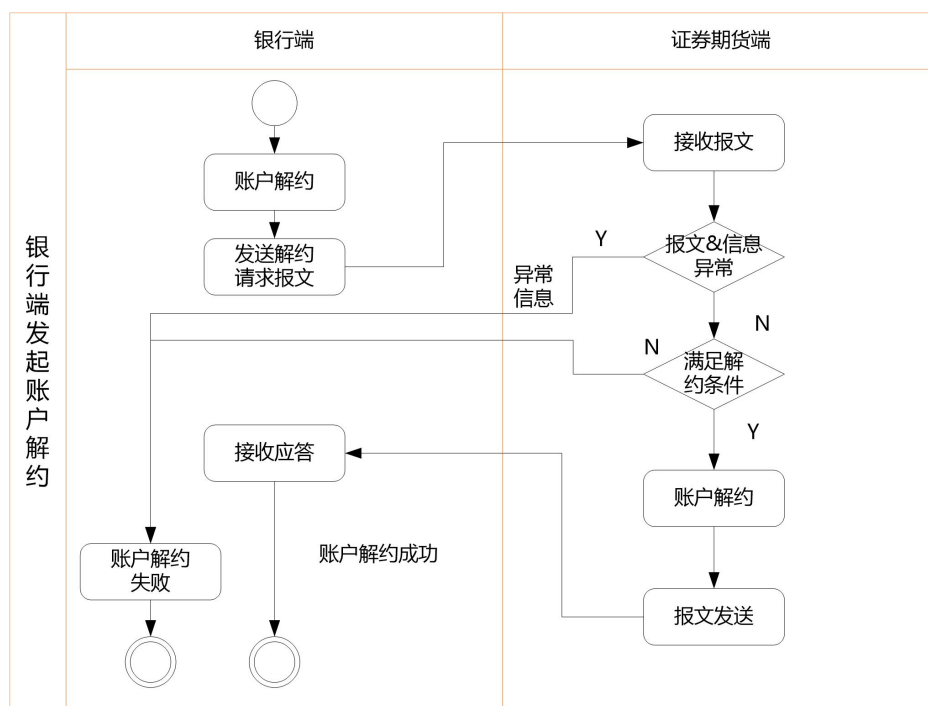 银行端
证券期货端
银行端发起账户解约
账户解约
发送解约
请求报文
接收报文
报文&信息
异常
Y
异常
信息
N
满足解
约条件
N
Y
接收应答
账户解约
账户解约成功
账户解约
失败
报文发送